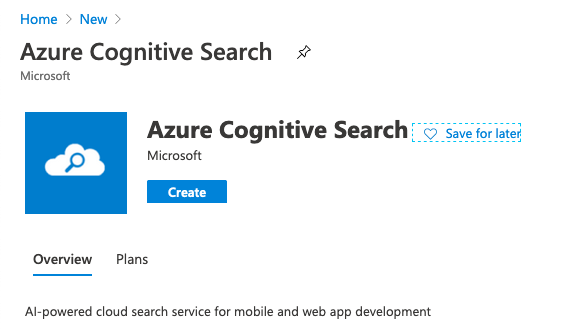 Home > New >
Azure Cognitive Search
Microsoft
Azure Cognitive Search
Save for later
Microsoft
Create
Overview
Plans
AI-powered cloud search service for mobile and web app development